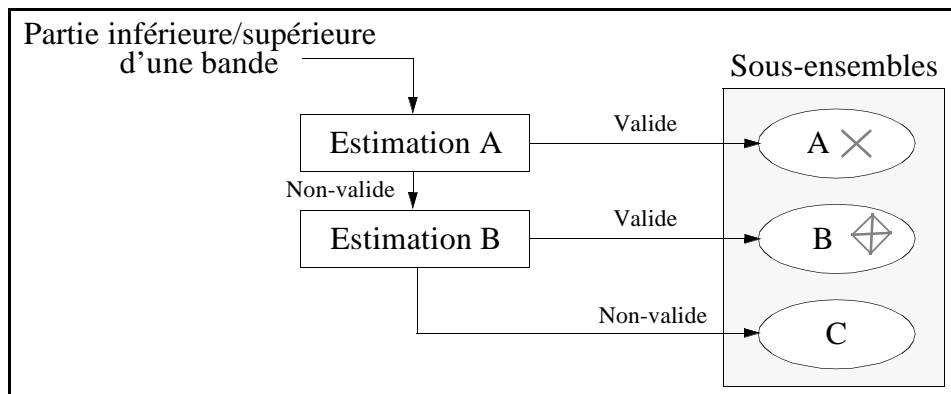 Partie inférieure/supérieure
d'une bande
Sous-ensembles
Estimation A
Valide
A
Non-valide
Estimation B
Valide
B
Non-valide
C